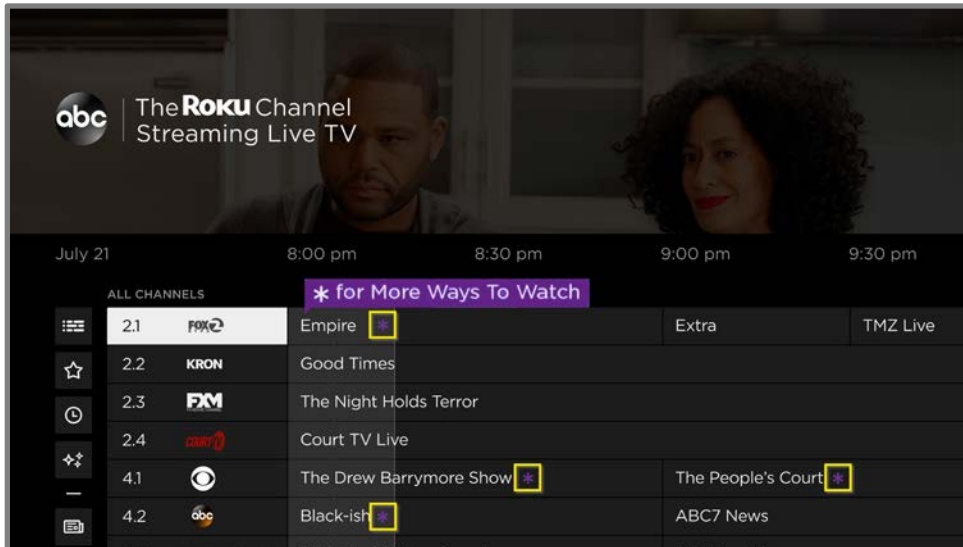 abc
The ROKU Channel
Streaming Live TV
July 21 8:00 pm 8:30 pm 9:00 pm 9:30 pm
* for More Ways To Watch
ALL CHANNELS
2.1 FOX 2 Empire * Extra TMZ Live
2.2 KRON Good Times
2.3 FXM The Night Holds Terror
2.4 COURT TV Court TV Live
4.1 The Drew Barrymore Show * The People's Court *
4.2 abc Black-ish * ABC7 News